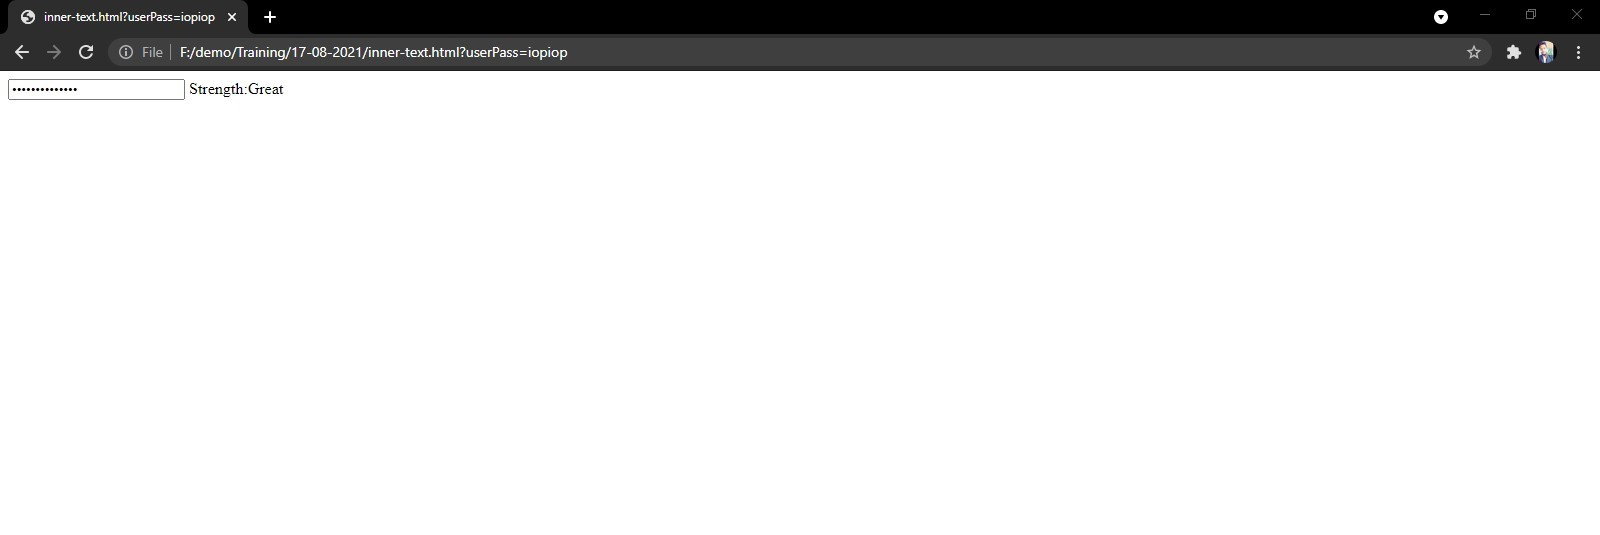 inner-text.html?userPass=iopiop
File F:/demo/Training/17-08-2021/inner-text.html?userPass=iopiop
•••••••••••••• Strength:Great